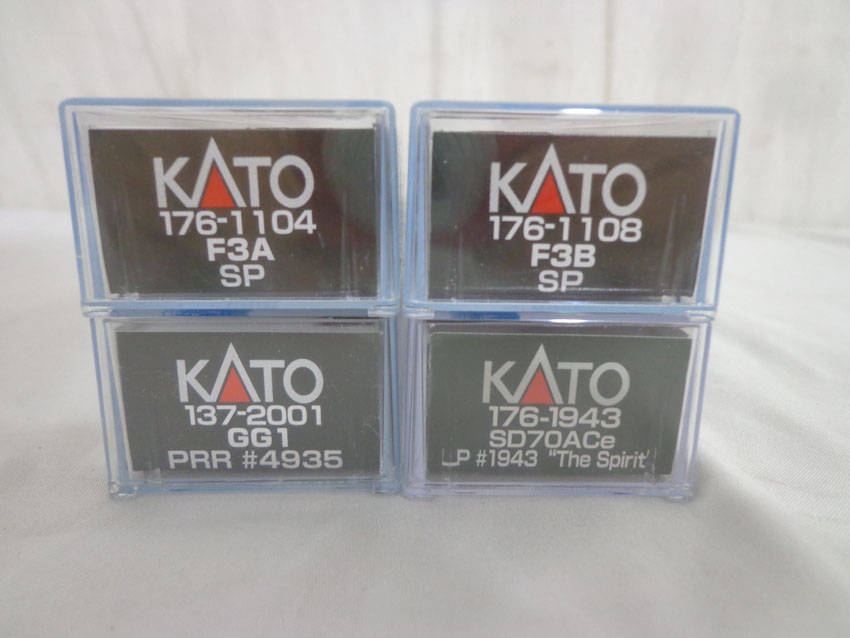 KATO
176-1104
F3A
SP
KATO
176-1108
F3B
SP
KATO
137-2001
GG1
PRR #4935
KATO
176-1943
SD70ACe
#1943 "The Spirit"